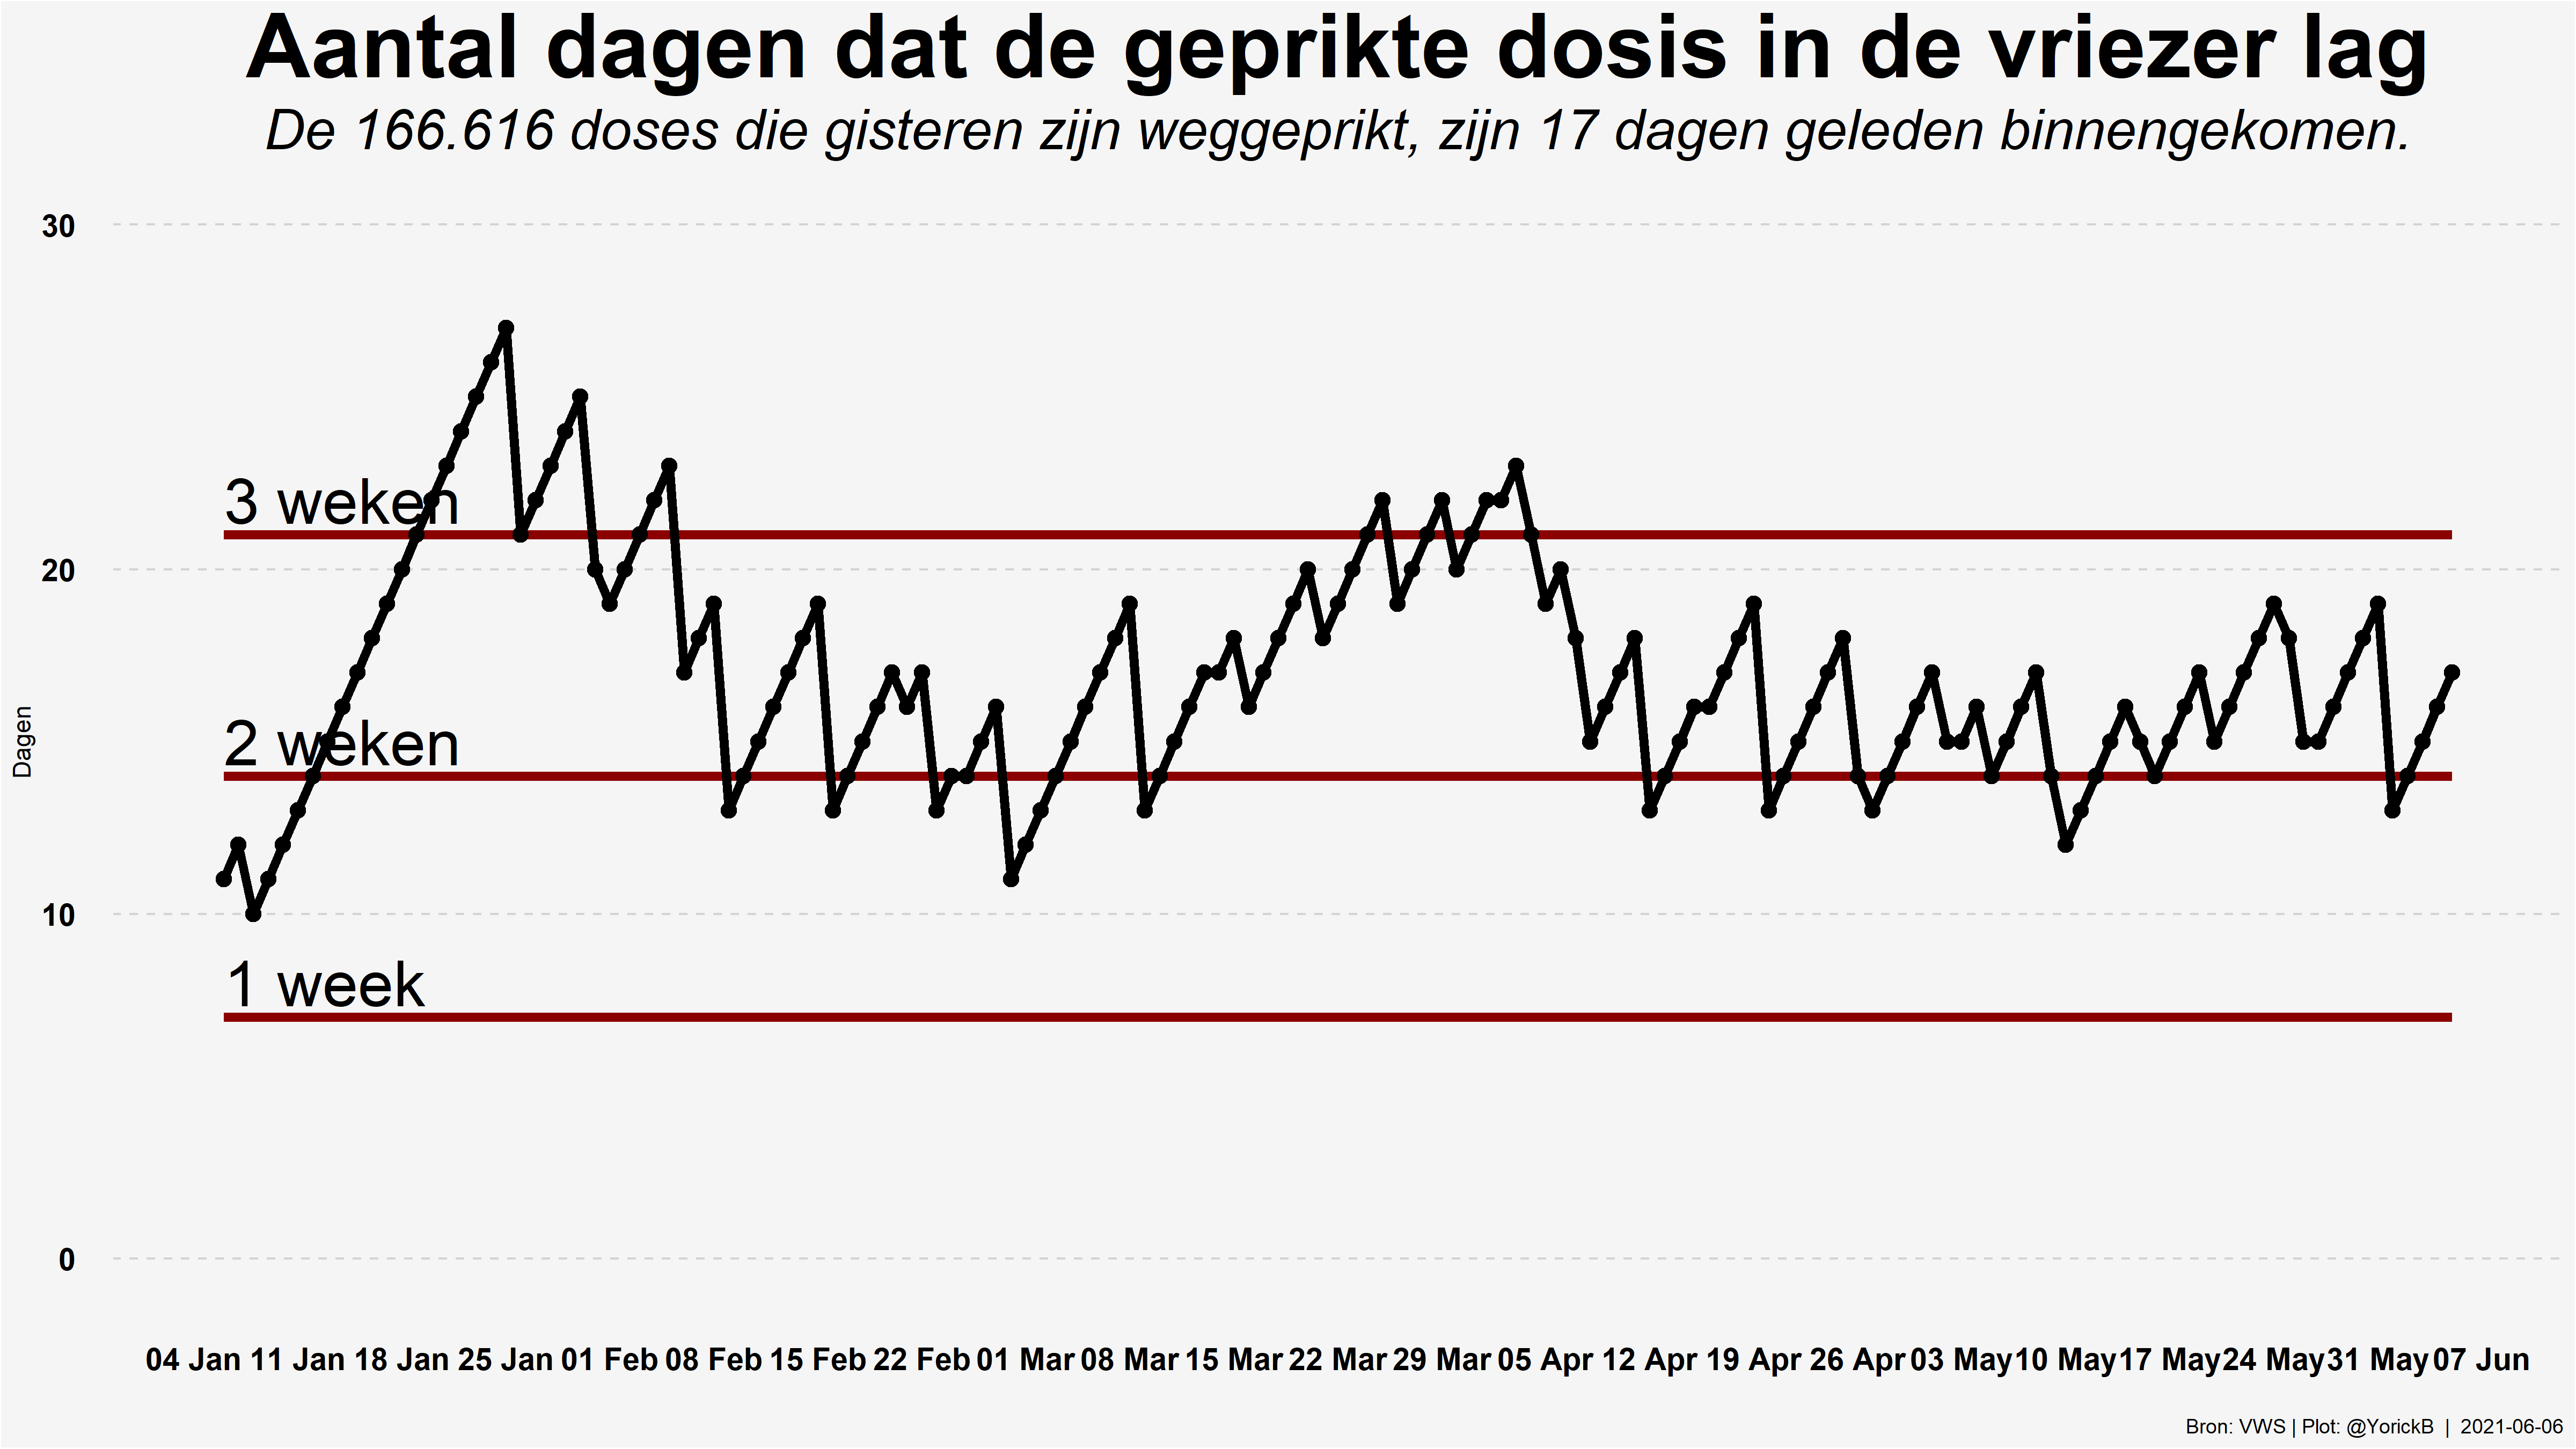 Aantal dagen dat de geprikte dosis in de vriezer lag
De 166.616 doses die gisteren zijn weggeprikt, zijn 17 dagen geleden binnengekomen.
30
3 weken
20
Dagen
2 weken
10
1 week
0
04 Jan 11 Jan 18 Jan 25 Jan 01 Feb 08 Feb 15 Feb 22 Feb 01 Mar 08 Mar 15 Mar 22 Mar 29 Mar 05 Apr 12 Apr 19 Apr 26 Apr 03 May 10 May 17 May 24 May 31 May 07 Jun
Bron: VWS | Plot: @YorickB | 2021-06-06